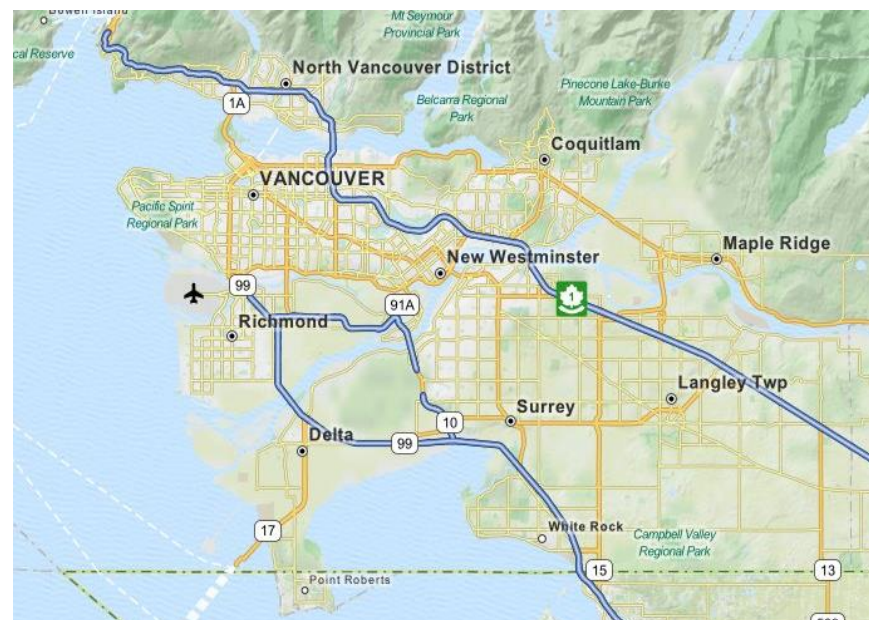 Bowen Island
Mt Seymour
Provincial Park
cal Reserve
North Vancouver District
Pinecone Lake-Burke
Mountain Park
1A
Belcarra Regional
Park
Coquitlam
VANCOUVER
Pacific Spirit
Regional Park
Maple Ridge
New Westminster
99
1
91A
Richmond
Langley Twp
Surrey
10
Delta
99
17
White Rock
Campbell Valley
Regional Park
15
13
Point Roberts